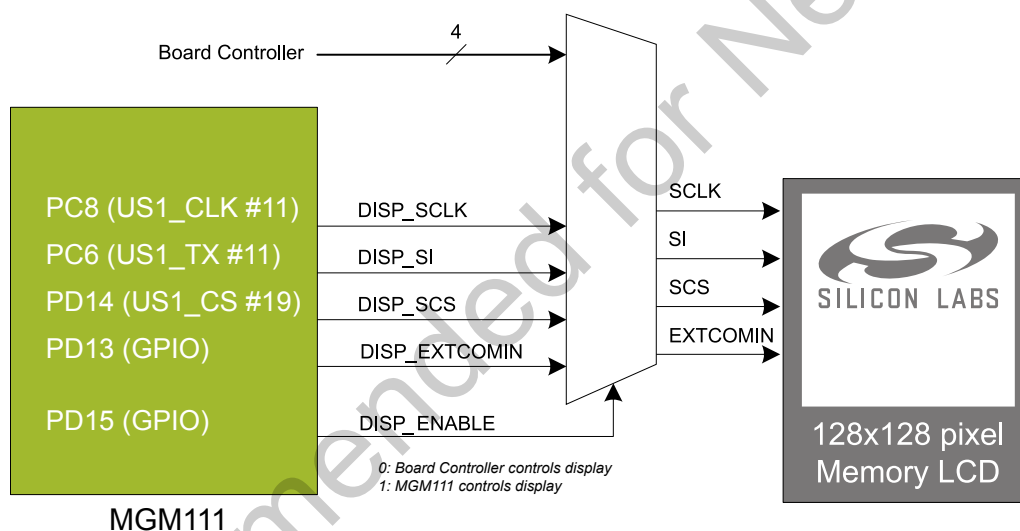 4
Board Controller
PC8 (US1_CLK #11)
DISP_SCLK
SCLK
PC6 (US1_TX #11)
DISP_SI
SI
PD14 (US1_CS #19)
DISP_SCS
SCS
PD13 (GPIO)
DISP_EXTCOMIN
EXTCOMIN
PD15 (GPIO)
DISP_ENABLE
0: Board Controller controls display
1: MGM111 controls display
SILICON LABS
128x128 pixel
Memory LCD
MGM111